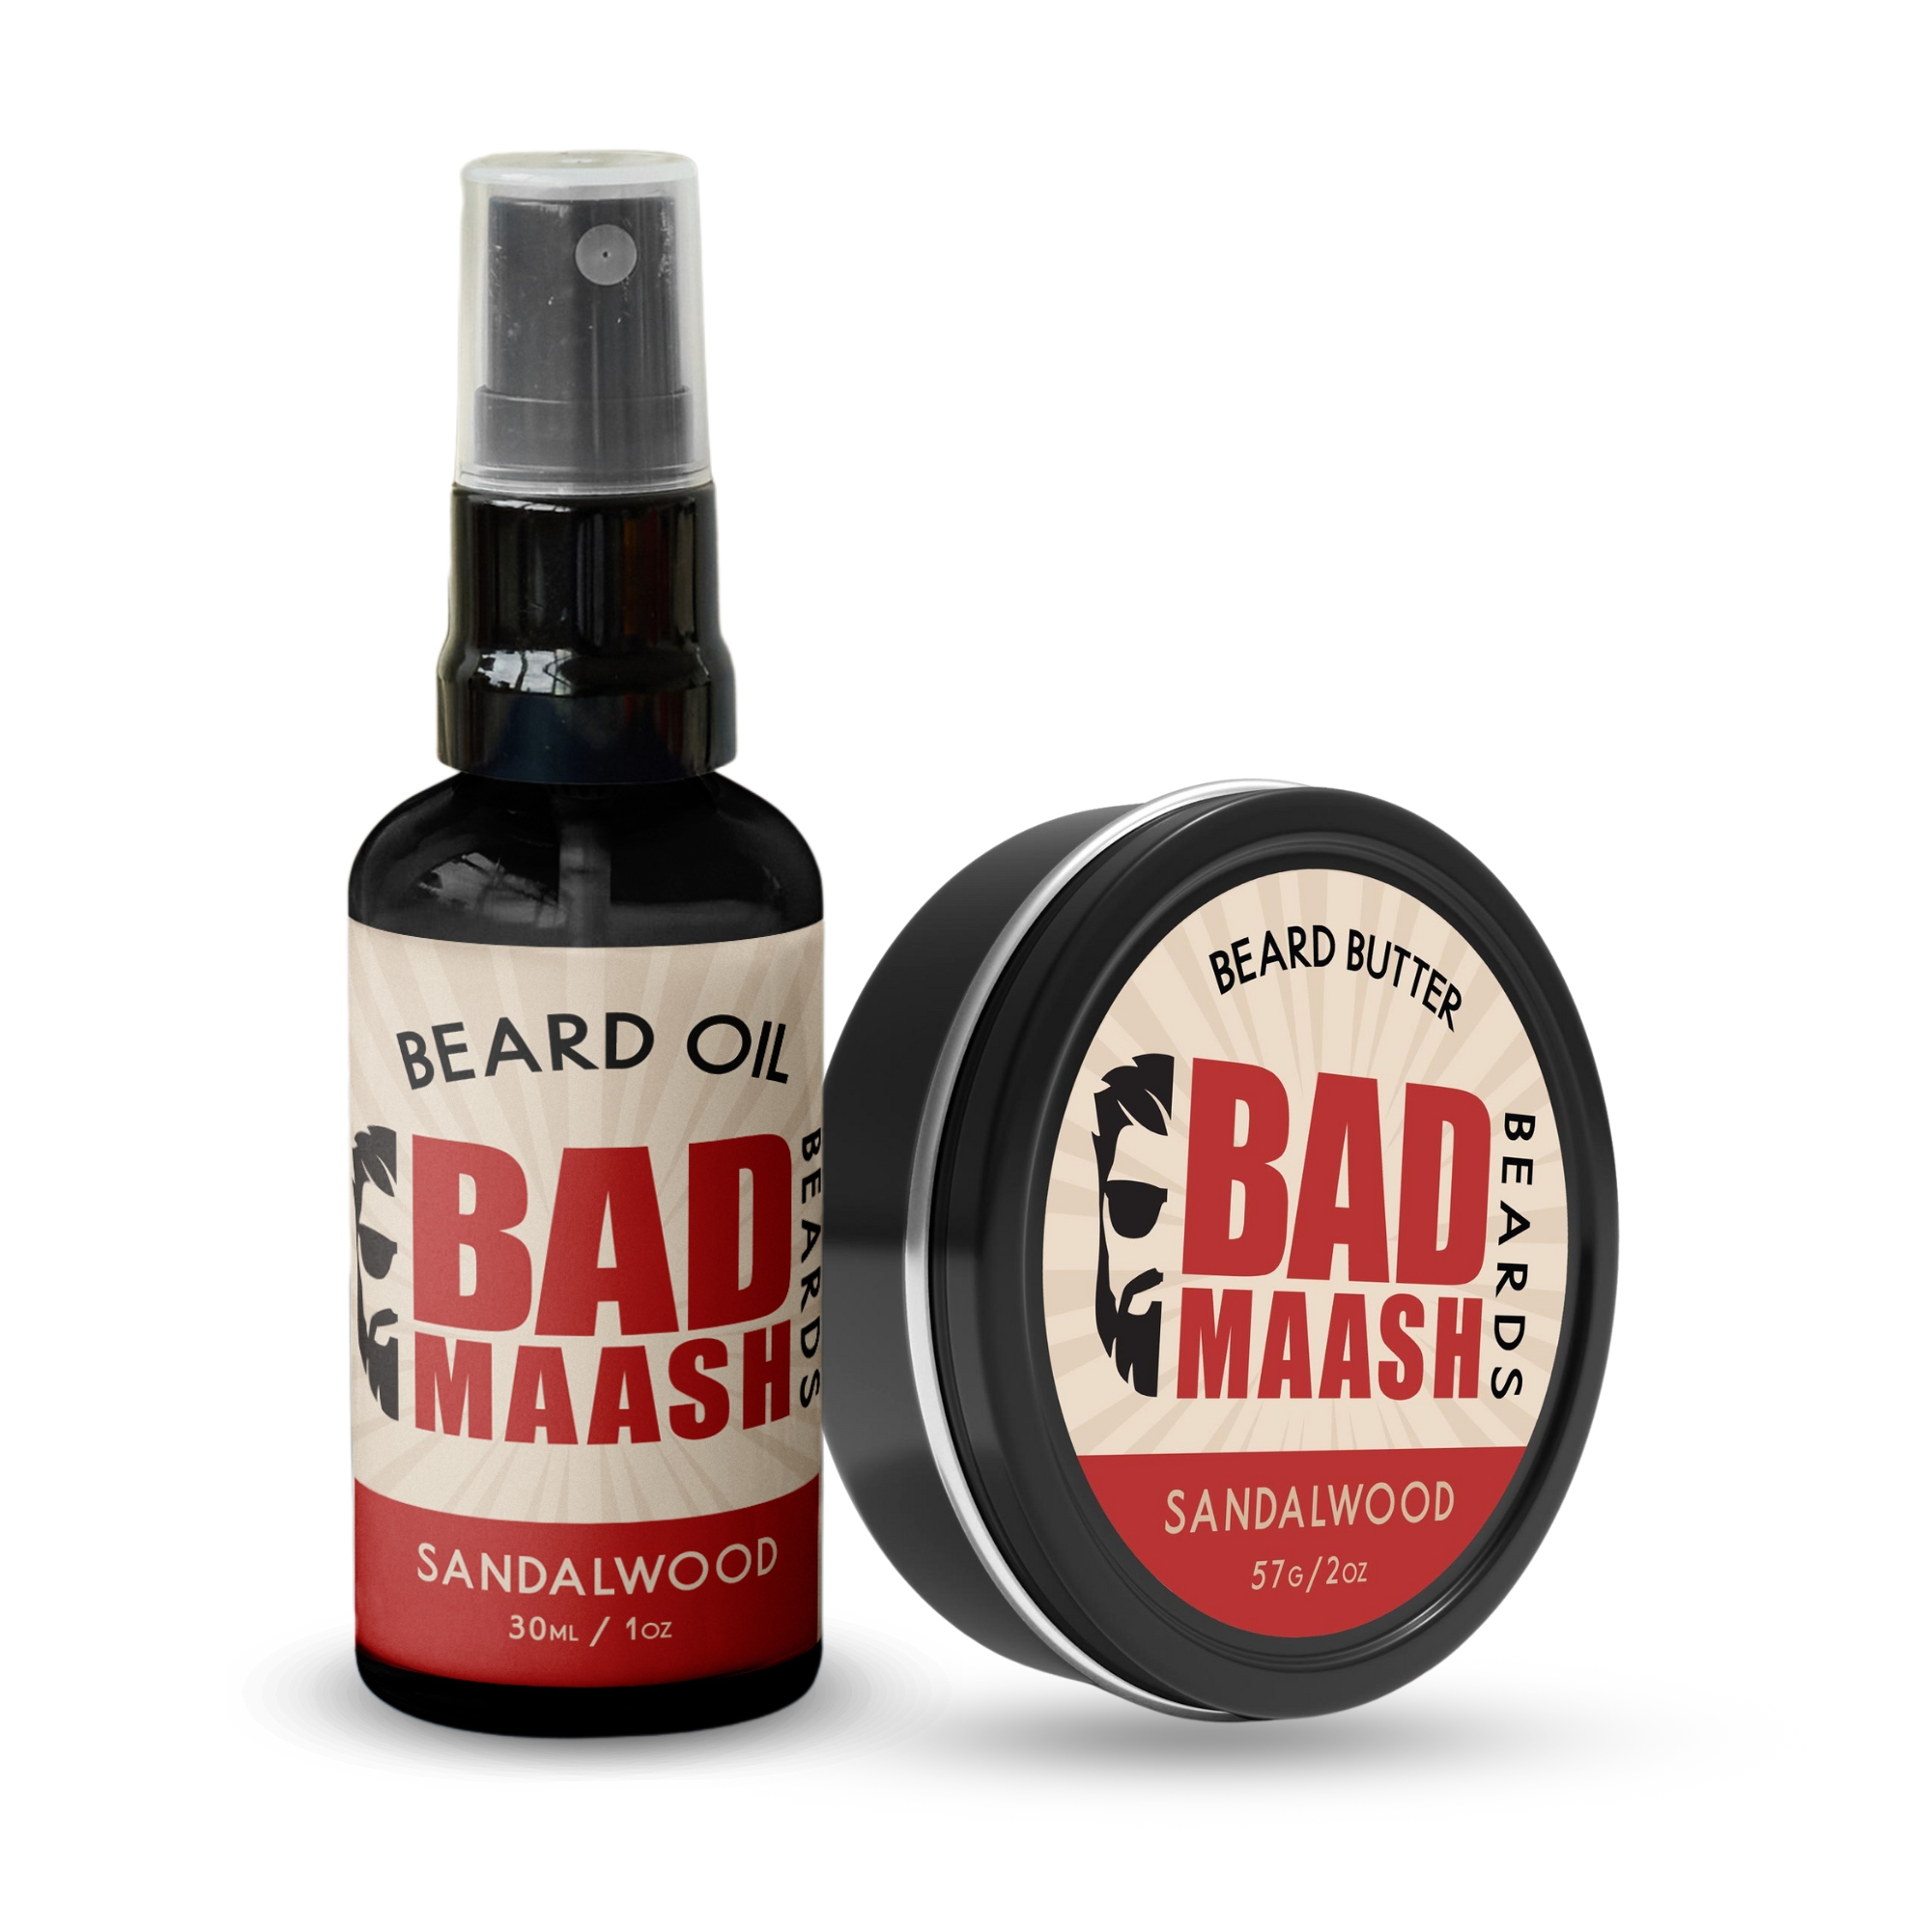 BEARD OIL
BAD
MAASH
BEARDS
SANDALWOOD
30ML / 1OZ
BEARD BUTTER
BAD
MAASH
BEARDS
SANDALWOOD
57G/2OZ